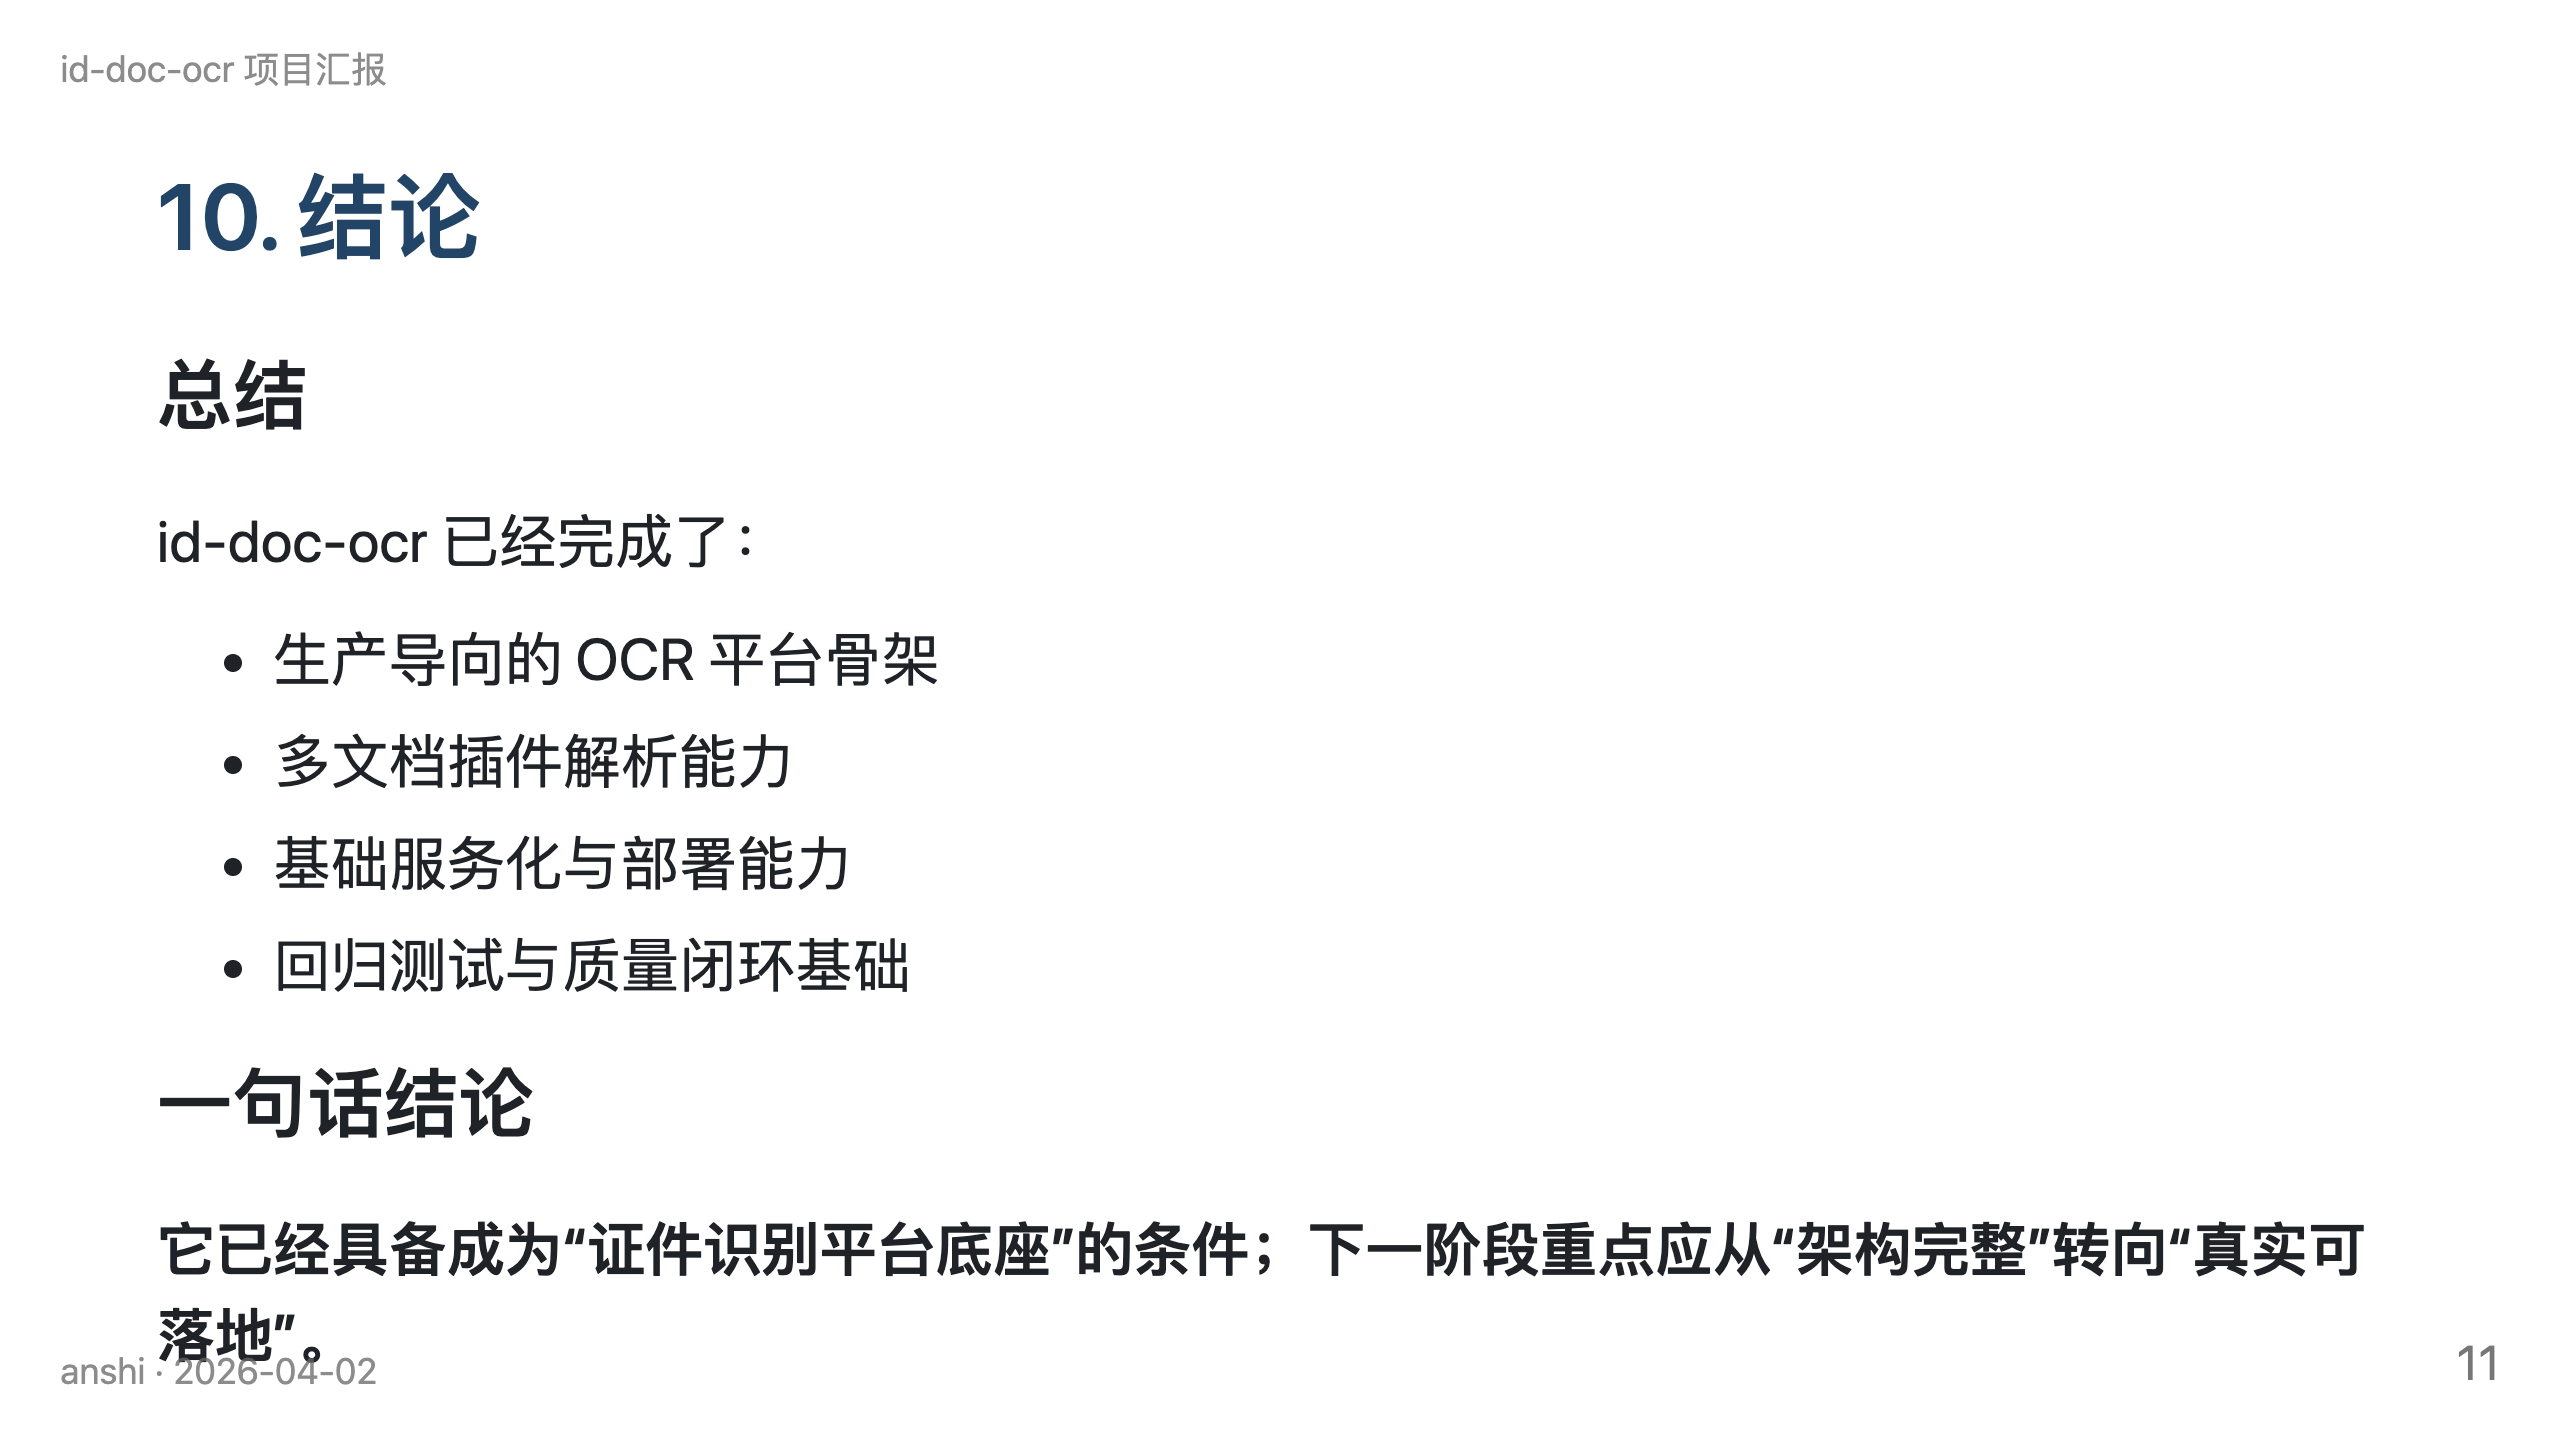 id-doc-ocr 项目汇报
10. 结论
总结
id-doc-ocr 已经完成了：
• 生产导向的 OCR 平台骨架
• 多文档插件解析能力
• 基础服务化与部署能力
• 回归测试与质量闭环基础
一句话结论
它已经具备成为“证件识别平台底座”的条件；下一阶段重点应从“架构完整”转向“真实可
落地”。
anshi · 2026-04-02
11